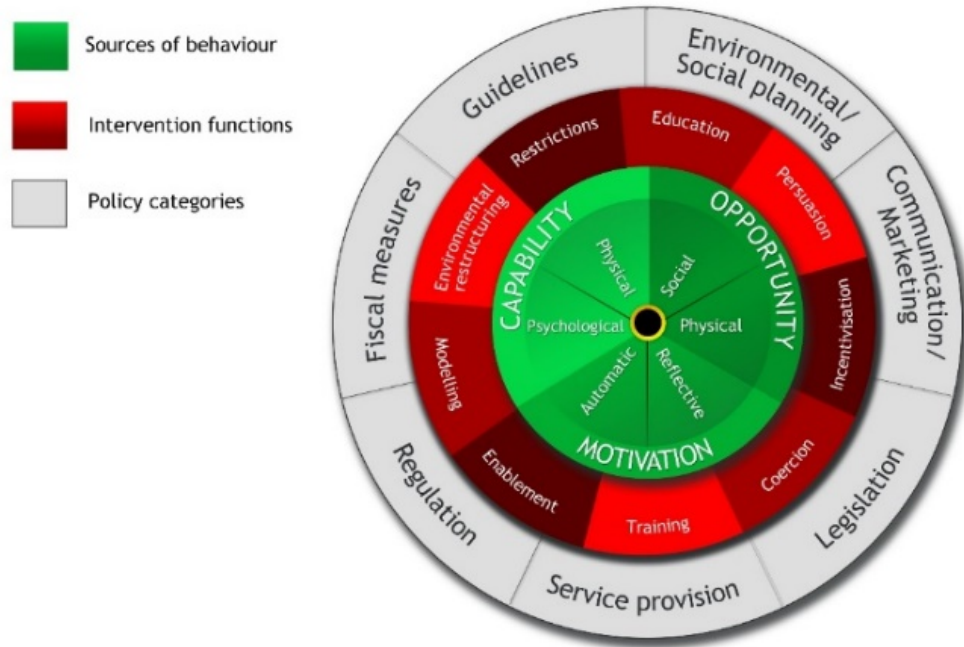 Sources of behaviour
Intervention functions
Policy categories
Guidelines
Environmental/
Social planning
Communication/
Marketing
Legislation
Service provision
Regulation
Fiscal measures
Restrictions
Education
Persuasion
Incentivisation
Coercion
Training
Enablement
Modelling
Environmental
restructuring
CAPABILITY
OPPORTUNITY
MOTIVATION
Physical
Social
Psychological
Physical
Automatic
Reflective